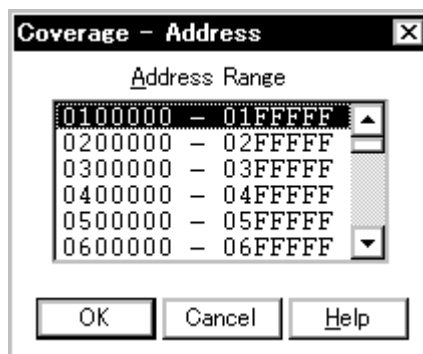 Coverage – Address
Address Range
0100000 – 01FFFFF
0200000 – 02FFFFF
0300000 – 03FFFFF
0400000 – 04FFFFF
0500000 – 05FFFFF
0600000 – 06FFFFF
OK Cancel Help